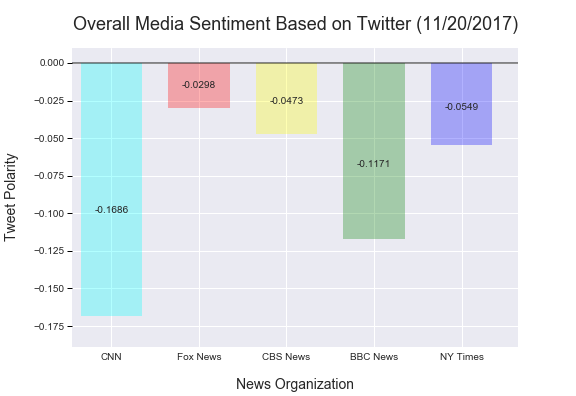 Overall Media Sentiment Based on Twitter (11/20/2017)
0.000
−0.025
−0.050
−0.075
−0.100
−0.125
−0.150
−0.175
Tweet Polarity
-0.1686
-0.0298
-0.0473
-0.1171
-0.0549
CNN
Fox News
CBS News
BBC News
NY Times
News Organization